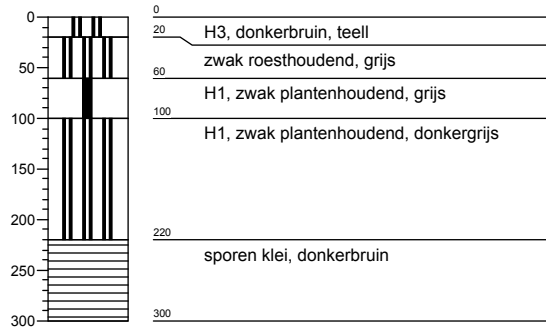 0
50
100
150
200
250
300
0
H3, donkerbruin, teell
20
zwak roesthoudend, grijs
60
H1, zwak plantenhoudend, grijs
100
H1, zwak plantenhoudend, donkergrijs
220
sporen klei, donkerbruin
300